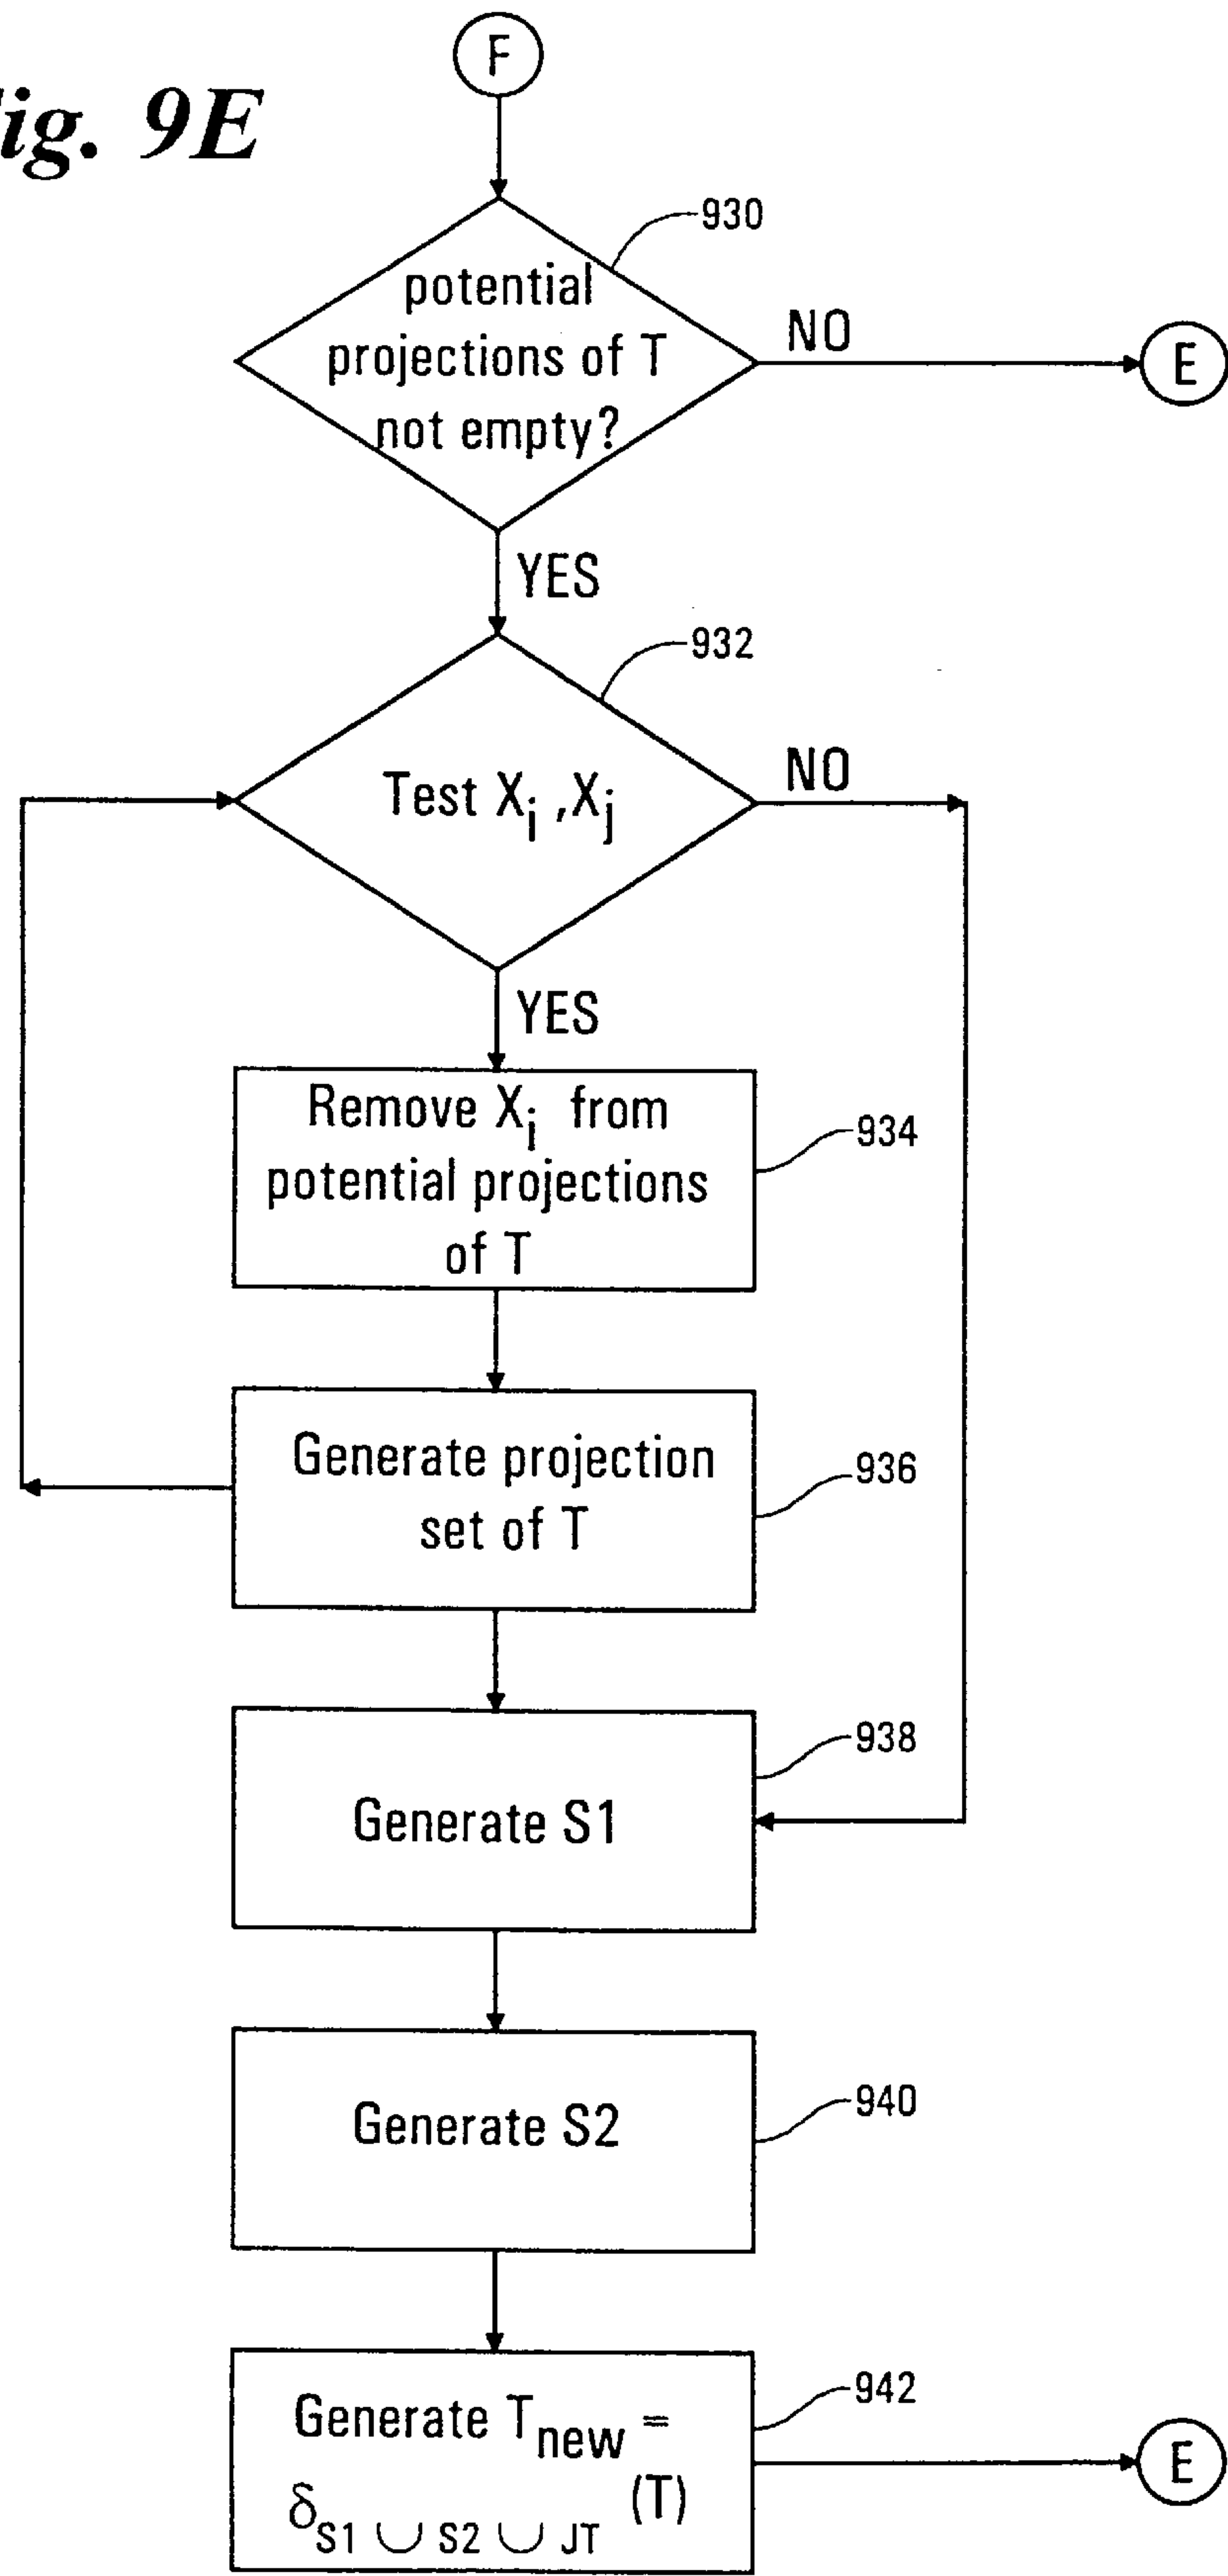 F
ig. 9E
930
potential
projections of T
not empty?
NO
E
YES
932
Test Xi ,Xj
NO
YES
Remove Xi from
potential projections
of T
934
Generate projection
set of T
936
938
Generate S1
Generate S2
940
942
Generate Tnew =
δS1 ∪ S2 ∪ JT (T)
E